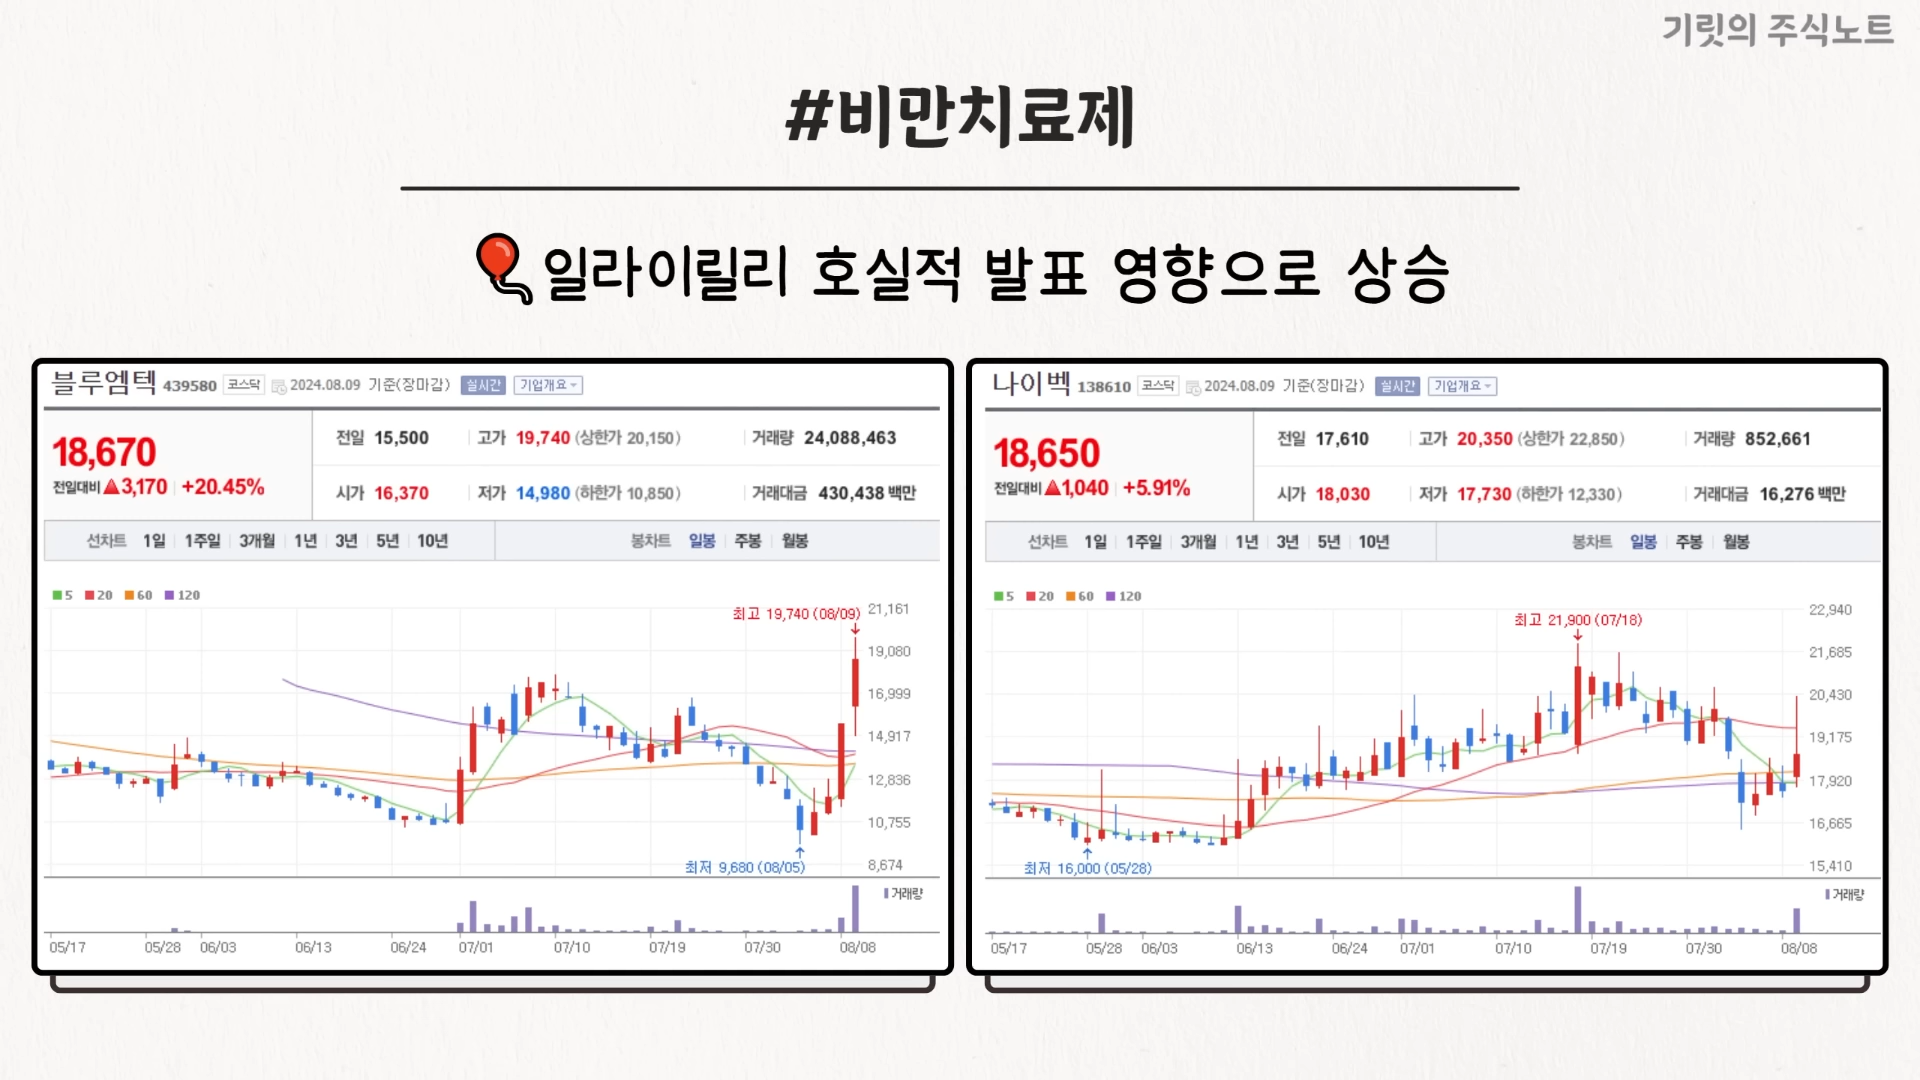 기릿의 주식노트
#비만치료제
일라이릴리 호실적 발표 영향으로 상승
블루엠텍 439580 코스닥 2024.08.09 기준(장마감) 실시간 기업개요
18,670
전일대비 ▲3,170 +20.45%
전일 15,500 고가 19,740 (상한가 20,150) 거래량 24,088,463
시가 16,370 저가 14,980 (하한가 10,850) 거래대금 430,438 백만
선차트 1일 1주일 3개월 1년 3년 5년 10년 봉차트 일봉 주봉 월봉
5 20 60 120
최고 19,740 (08/09)
21,161
19,080
16,999
14,917
12,836
10,755
8,674
최저 9,680 (08/05)
거래량
05/17 05/28 06/03 06/13 06/24 07/01 07/10 07/19 07/30 08/08
나이벡 138610 코스닥 2024.08.09 기준(장마감) 실시간 기업개요
18,650
전일대비 ▲1,040 +5.91%
전일 17,610 고가 20,350 (상한가 22,850) 거래량 852,661
시가 18,030 저가 17,730 (하한가 12,330) 거래대금 16,276 백만
선차트 1일 1주일 3개월 1년 3년 5년 10년 봉차트 일봉 주봉 월봉
5 20 60 120
최고 21,900 (07/18)
22,940
21,685
20,430
19,175
17,920
16,665
15,410
최저 16,000 (05/28)
거래량
05/17 05/28 06/03 06/13 06/24 07/01 07/10 07/19 07/30 08/08